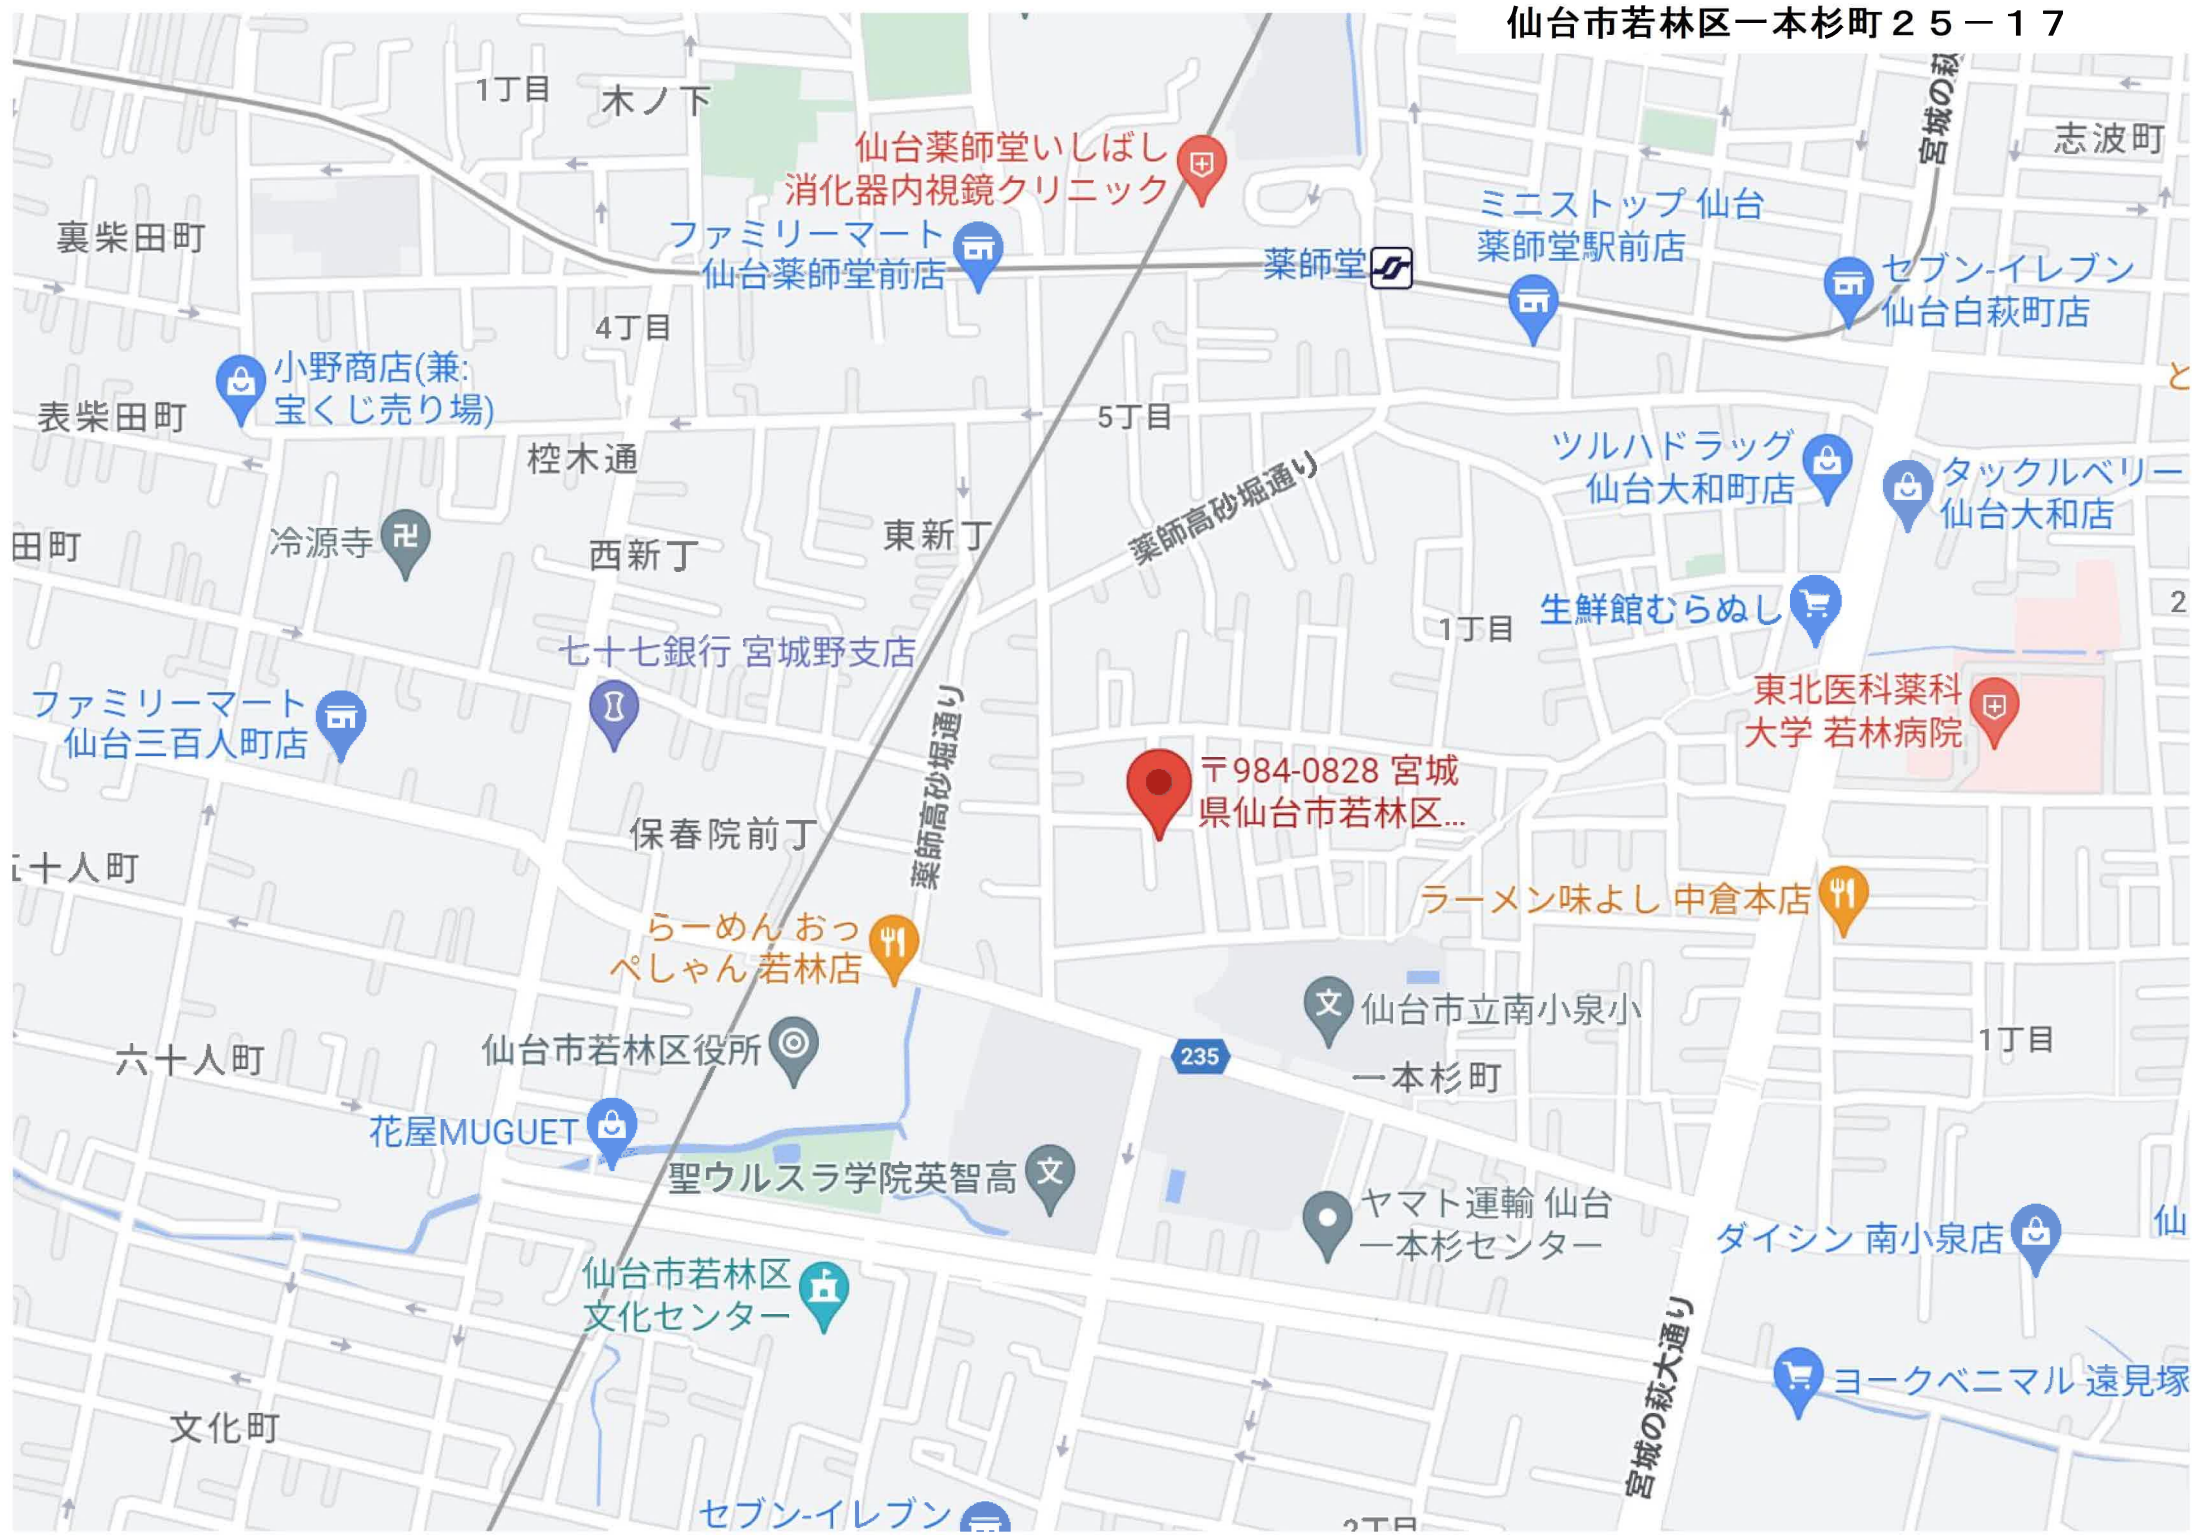 仙台市若林区一本杉町２５－１７
1丁目
木ノ下
宮城の萩
志波町
仙台薬師堂いしばし
消化器内視鏡クリニック
裏柴田町
ファミリーマート
仙台薬師堂前店
薬師堂
ミニストップ 仙台
薬師堂駅前店
セブン-イレブン
仙台白萩町店
4丁目
小野商店(兼:
宝くじ売り場)
と
表柴田町
5丁目
椌木通
ツルハドラッグ
仙台大和町店
タックルベリー
仙台大和店
薬師高砂堀通り
田町
冷源寺
西新丁
東新丁
1丁目
生鮮館むらぬし
2
七十七銀行 宮城野支店
ファミリーマート
仙台三百人町店
薬師高砂堀通り
東北医科薬科
大学 若林病院
〒984-0828 宮城
県仙台市若林区...
保春院前丁
十人町
らーめん おっ
ぺしゃん 若林店
ラーメン味よし 中倉本店
仙台市立南小泉小
仙台市若林区役所
235
一本杉町
1丁目
六十人町
花屋MUGUET
聖ウルスラ学院英智高
ヤマト運輸 仙台
一本杉センター
ダイシン 南小泉店
仙
仙台市若林区
文化センター
宮城の萩大通り
ヨークベニマル 遠見塚
文化町
セブン-イレブン
2丁目